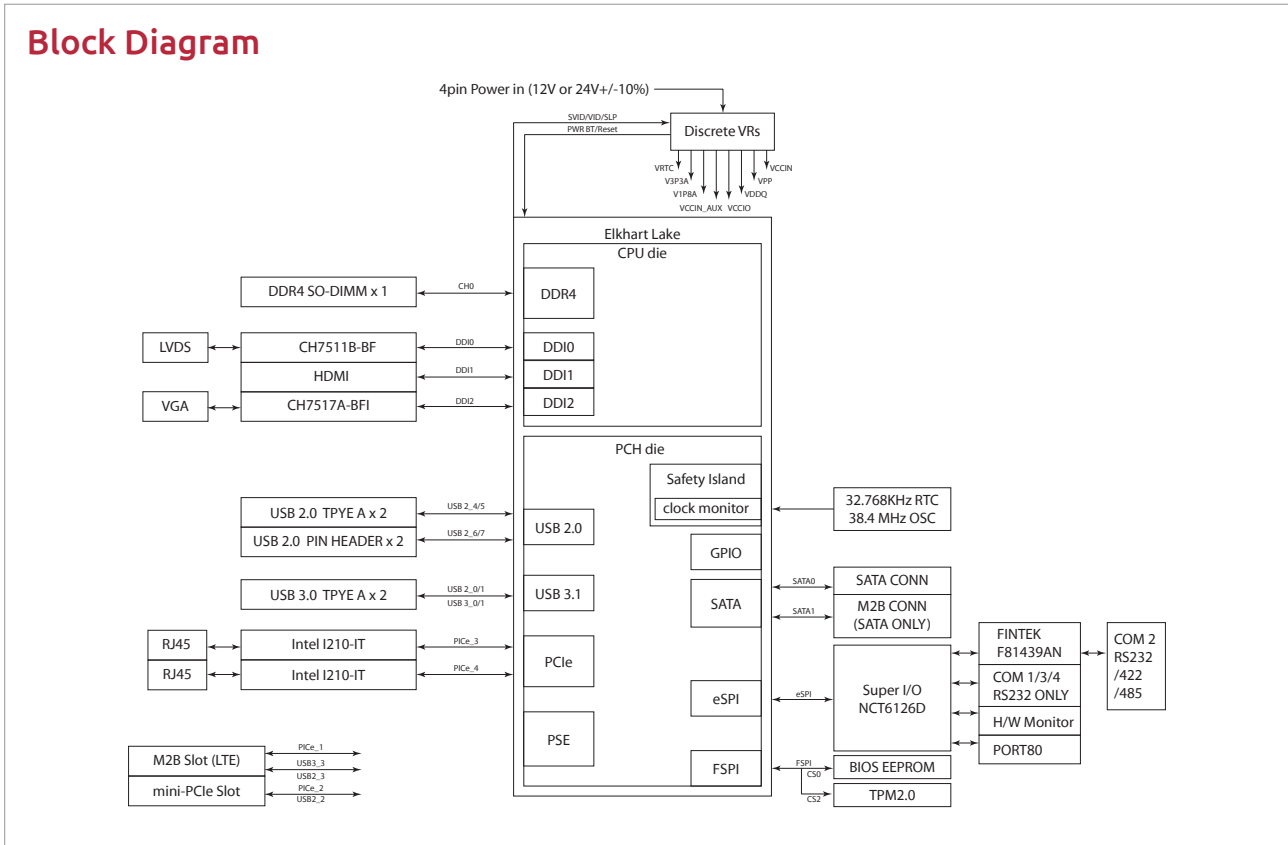 Block Diagram
4pin Power in (12V or 24V+/-10%)
SVID/VID/SLP
PWR BT/Reset
Discrete VRs
VRTC
VCCIN
V3P3A
VPP
V1P8A
VDDQ
VCCIN_AUX
VCCIO
Elkhart Lake
CPU die
DDR4 SO-DIMM x 1
CH0
DDR4
LVDS
CH7511B-BF
DDI0
DDI0
HDMI
DDI1
DDI1
VGA
CH7517A-BFI
DDI2
DDI2
PCH die
Safety Island
clock monitor
32.768KHz RTC
38.4 MHz OSC
USB 2.0 TPYE A x 2
USB 2_4/5
USB 2.0
USB 2.0 PIN HEADER x 2
USB 2_6/7
GPIO
USB 3.0 TPYE A x 2
USB 2_0/1
USB 3_0/1
USB 3.1
SATA
SATA0
SATA CONN
SATA1
M2B CONN
(SATA ONLY)
RJ45
Intel I210-IT
PICe_3
RJ45
Intel I210-IT
PICe_4
PCIe
eSPI
eSPI
Super I/O
NCT6126D
FINTEK
F81439AN
COM 1/3/4
RS232 ONLY
H/W Monitor
PORT80
COM 2
RS232
/422
/485
PSE
FSPI
FSPI
CS0
BIOS EEPROM
CS2
TPM2.0
M2B Slot (LTE)
PICe_1
USB3_3
USB2_3
mini-PCIe Slot
PICe_2
USB2_2